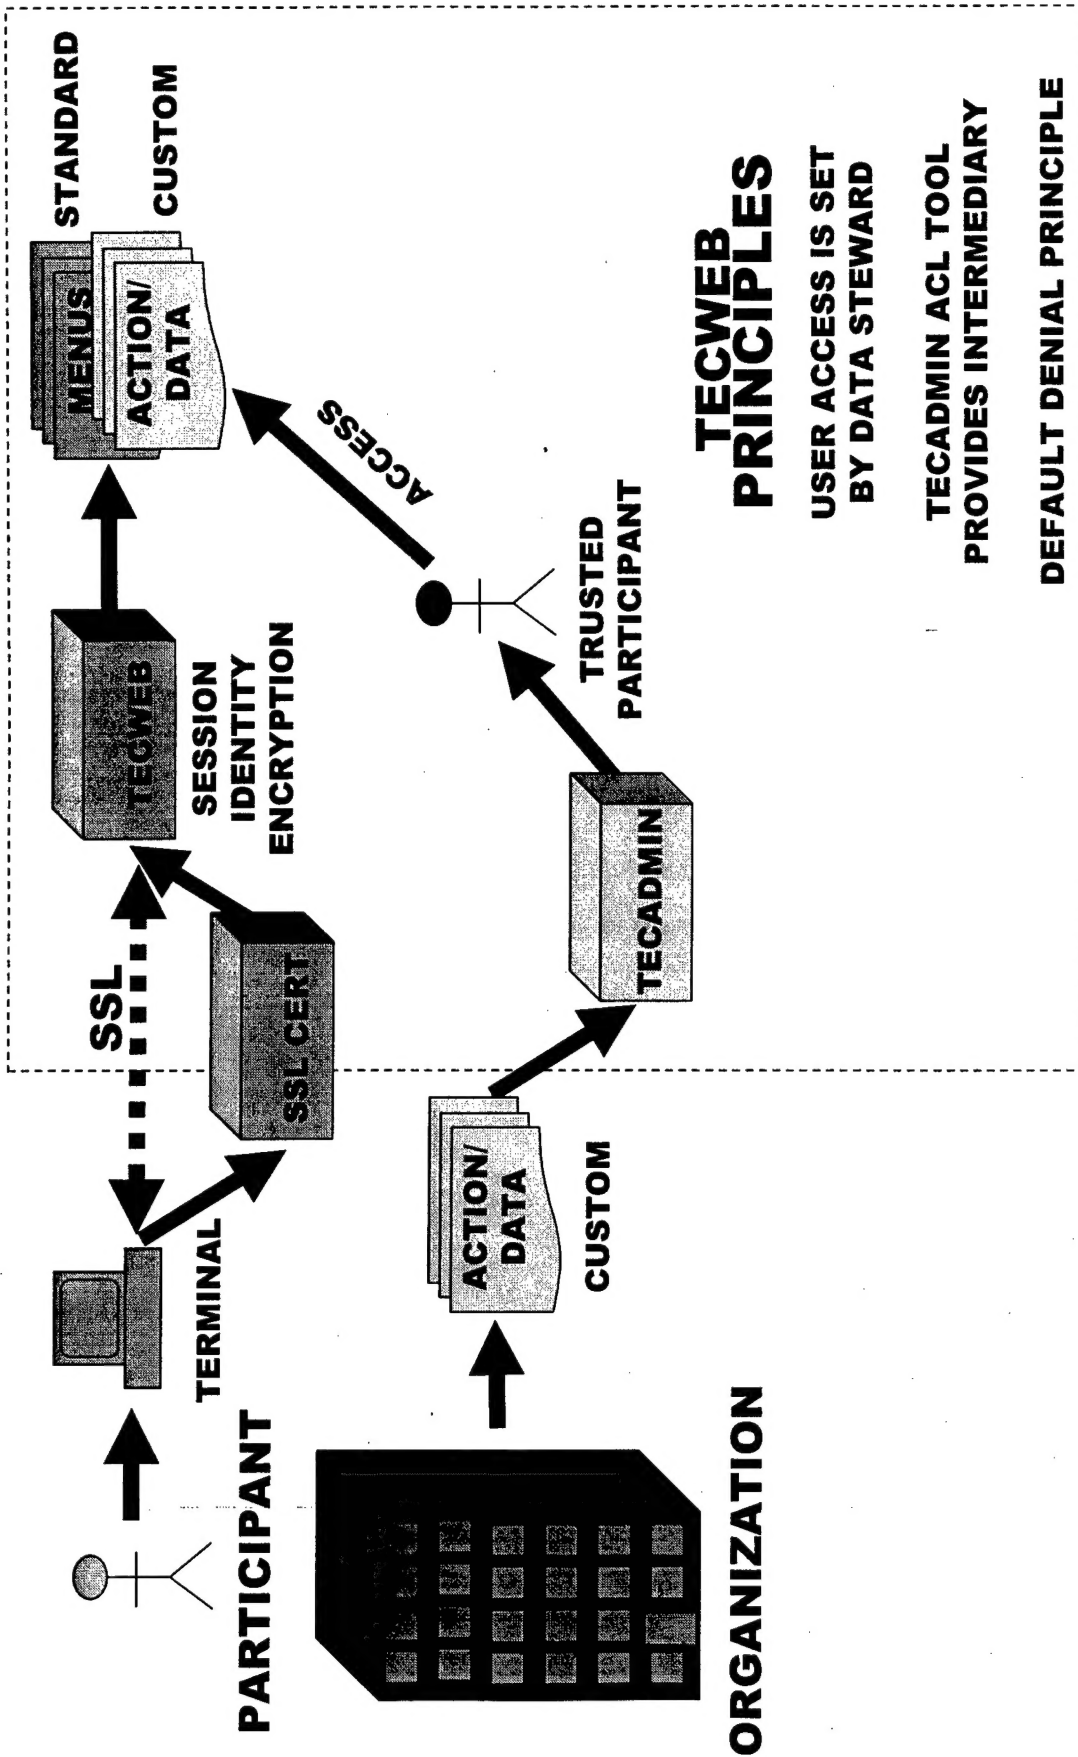 PARTICIPANT
TERMINAL
SSL
SSL CERT
TECWEB
SESSION
IDENTITY
ENCRYPTION
MENUS
ACTION/
DATA
STANDARD
CUSTOM
ORGANIZATION
ACTION/
DATA
CUSTOM
TECADMIN
TRUSTED
PARTICIPANT
ACCESS
TECWEB
PRINCIPLES
USER ACCESS IS SET
BY DATA STEWARD
TECADMIN ACL TOOL
PROVIDES INTERMEDIARY
DEFAULT DENIAL PRINCIPLE